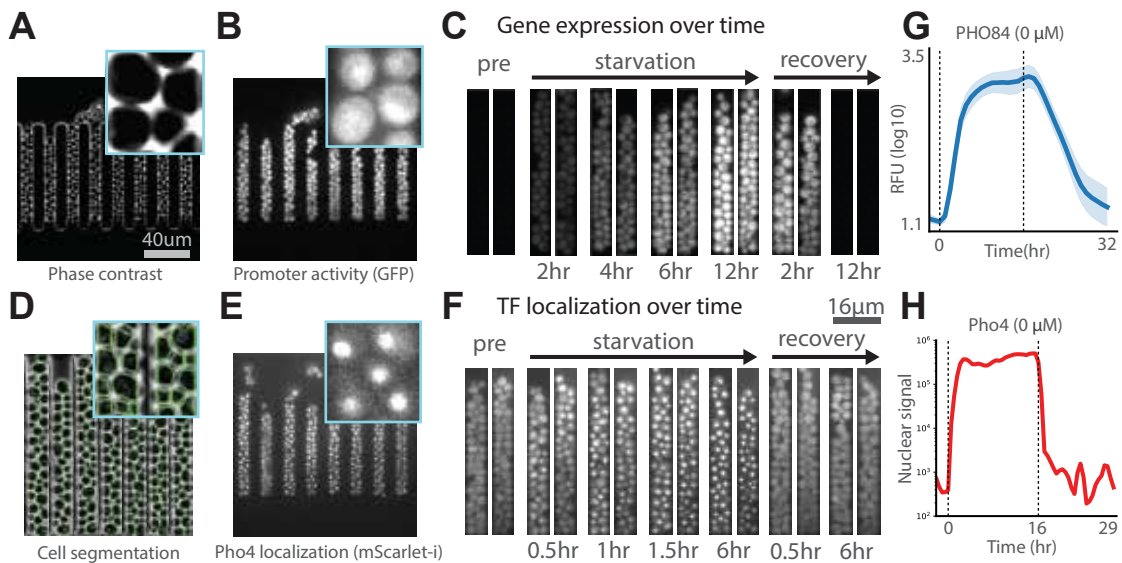 A
40um
Phase contrast
B
Promoter activity (GFP)
C Gene expression over time
pre starvation recovery
2hr 4hr 6hr 12hr 2hr 12hr
G
PHO84 (0 μM)
3.5
RFU (log10)
1.1
0 Time(hr) 32
D
Cell segmentation
E
Pho4 localization (mScarlet-i)
F TF localization over time
16μm
pre starvation recovery
0.5hr 1hr 1.5hr 6hr 0.5hr 6hr
H
Pho4 (0 μM)
10⁶
10⁵
10⁴
10³
10²
Nuclear signal
0 16 29
Time (hr)